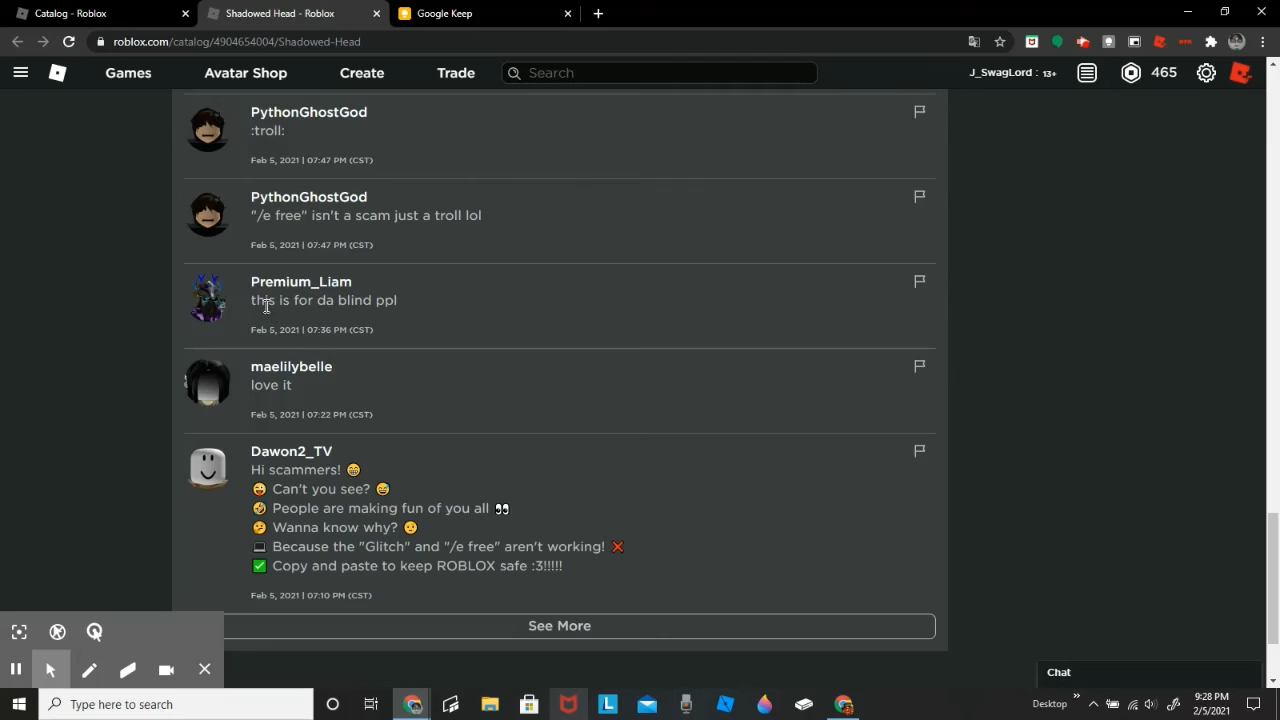 Catalog - Roblox
Shadowed Head - Roblox
Google Keep
roblox.com/catalog/4904654004/Shadowed-Head
Games
Avatar Shop
Create
Trade
Search
J_SwagLord : 13+
465
PythonGhostGod
:troll:
Feb 5, 2021 | 07:47 PM (CST)
PythonGhostGod
"/e free" isn't a scam just a troll lol
Feb 5, 2021 | 07:47 PM (CST)
Premium_Liam
this is for da blind ppl
Feb 5, 2021 | 07:36 PM (CST)
maelilybelle
love it
Feb 5, 2021 | 07:22 PM (CST)
Dawon2_TV
Hi scammers! 😁
😜 Can't you see? 😅
🤣 People are making fun of you all 👀
🤔 Wanna know why? 😕
💻 Because the "Glitch" and "/e free" aren't working! ❌
✅ Copy and paste to keep ROBLOX safe :3!!!!!
Feb 5, 2021 | 07:10 PM (CST)
See More
Chat
Type here to search
L
Desktop
9:28 PM
2/5/2021